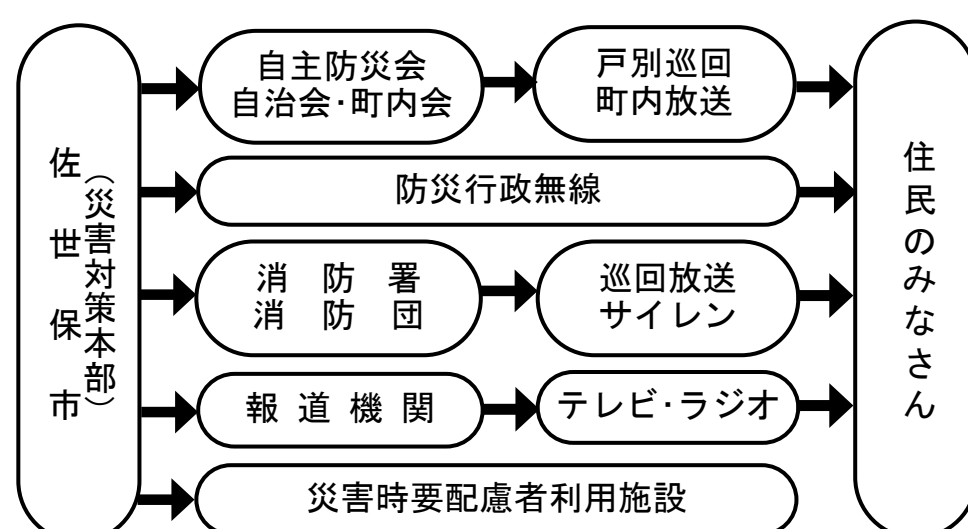 佐世保市
（災害対策本部）
自主防災会
自治会・町内会
戸別巡回
町内放送
防災行政無線
消防署
消防団
巡回放送
サイレン
報道機関
テレビ・ラジオ
災害時要配慮者利用施設
住民のみなさん